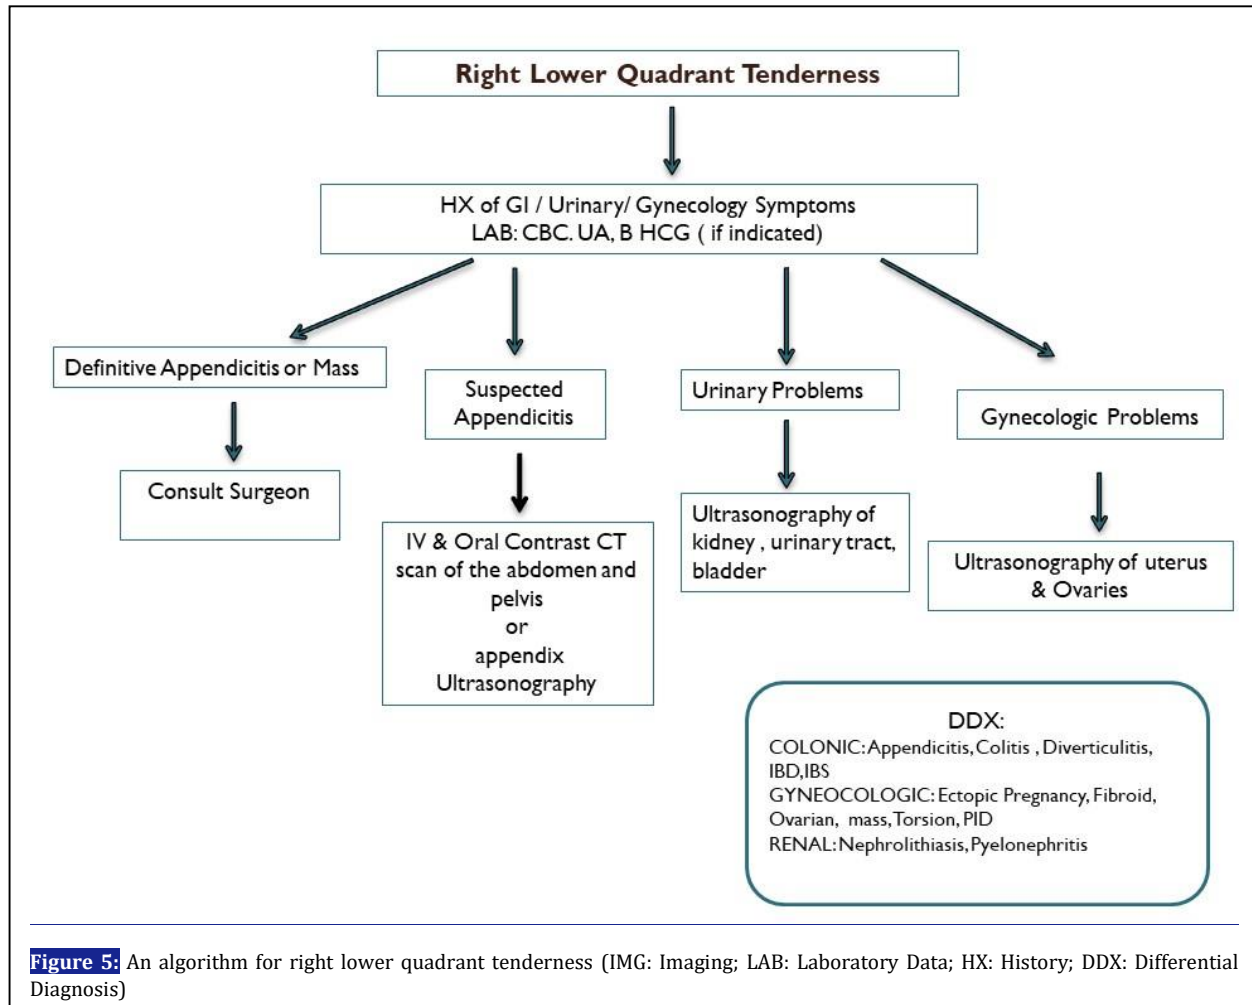 Right Lower Quadrant Tenderness
HX of GI / Urinary/ Gynecology Symptoms
LAB: CBC. UA, B HCG ( if indicated)
Definitive Appendicitis or Mass
Consult Surgeon
Suspected
Appendicitis
IV & Oral Contrast CT
scan of the abdomen and
pelvis
or
appendix
Ultrasonography
Urinary Problems
Ultrasonography of
kidney , urinary tract,
bladder
Gynecologic Problems
Ultrasonography of uterus
& Ovaries
DDX:
COLONIC: Appendicitis, Colitis , Diverticulitis,
IBD, IBS
GYNEOCOLOGIC: Ectopic Pregnancy, Fibroid,
Ovarian, mass, Torsion, PID
RENAL: Nephrolithiasis, Pyelonephritis
Figure 5: An algorithm for right lower quadrant tenderness (IMG: Imaging; LAB: Laboratory Data; HX: History; DDX: Differential
Diagnosis)